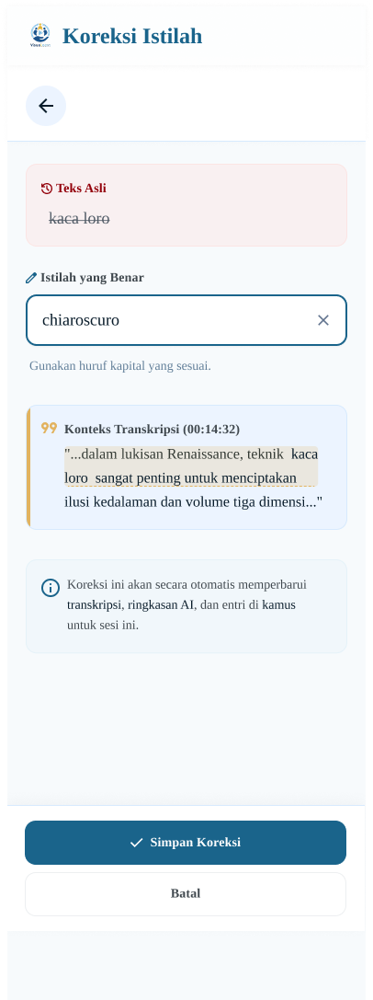 Koreksi Istilah
Teks Asli
kaca loro
Istilah yang Benar
chiaroscuro
Gunakan huruf kapital yang sesuai.
Konteks Transkripsi (00:14:32)
"...dalam lukisan Renaissance, teknik kaca
loro sangat penting untuk menciptakan
ilusi kedalaman dan volume tiga dimensi..."
Koreksi ini akan secara otomatis memperbarui
transkripsi, ringkasan AI, dan entri di kamus
untuk sesi ini.
Simpan Koreksi
Batal